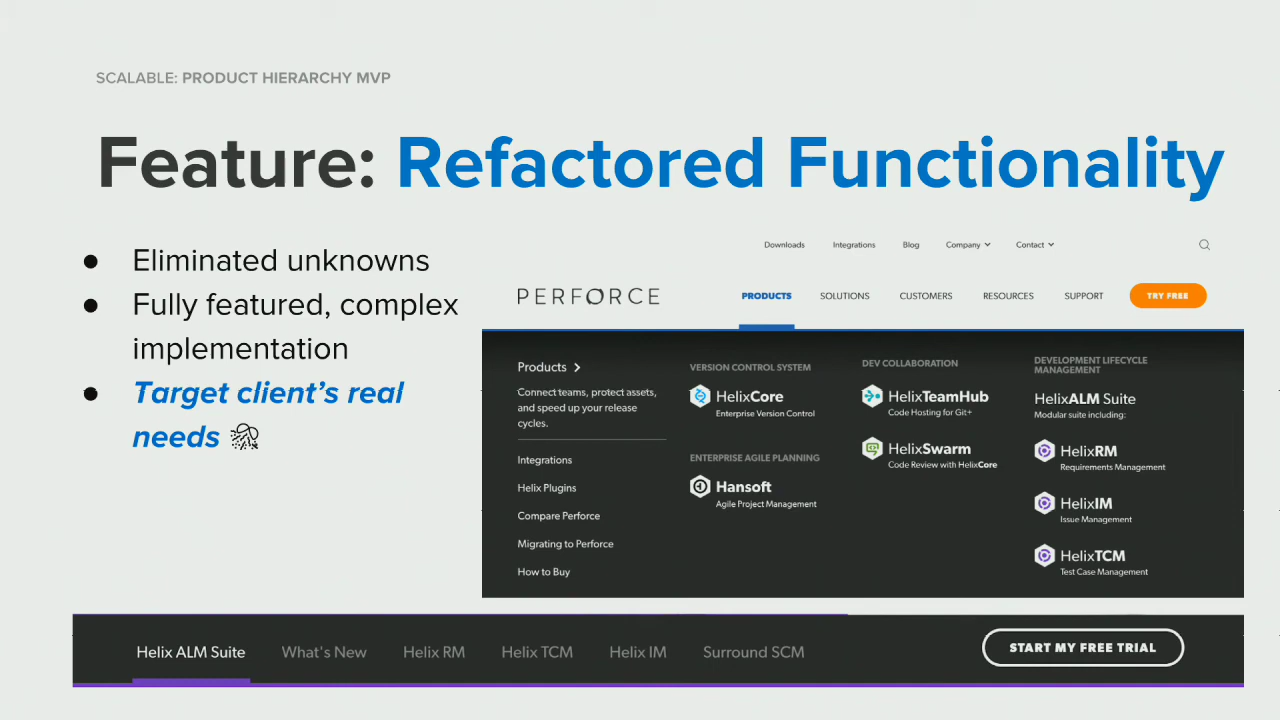 SCALABLE: PRODUCT HIERARCHY MVP
Feature: Refactored Functionality
Eliminated unknowns
Fully featured, complex
implementation
Target client's real
needs
Downloads Integrations Blog Company Contact
PERFORCE
PRODUCTS SOLUTIONS CUSTOMERS RESOURCES SUPPORT TRY FREE
Products
Connect teams, protect assets,
and speed up your release
cycles.
Integrations
Helix Plugins
Compare Perforce
Migrating to Perforce
How to Buy
VERSION CONTROL SYSTEM
HelixCore
Enterprise Version Control
ENTERPRISE AGILE PLANNING
Hansoft
Agile Project Management
DEV COLLABORATION
HelixTeamHub
Code Hosting for Git+
HelixSwarm
Code Review with HelixCore
DEVELOPMENT LIFECYCLE
MANAGEMENT
HelixALM Suite
Modular suite including:
HelixRM
Requirements Management
HelixIM
Issue Management
HelixTCM
Test Case Management
Helix ALM Suite What's New Helix RM Helix TCM Helix IM Surround SCM START MY FREE TRIAL